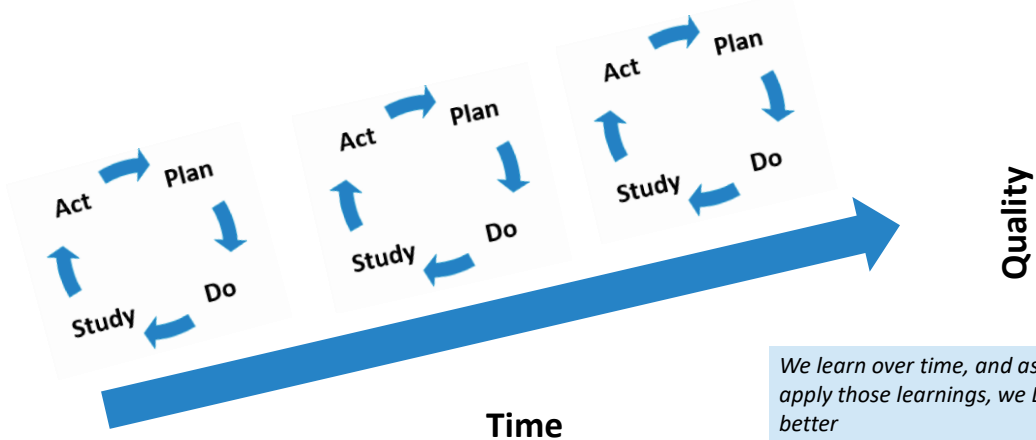 Act
Plan
Do
Study
Act
Plan
Do
Study
Act
Plan
Do
Study
Quality
Time
We learn over time, and as
apply those learnings, we
better